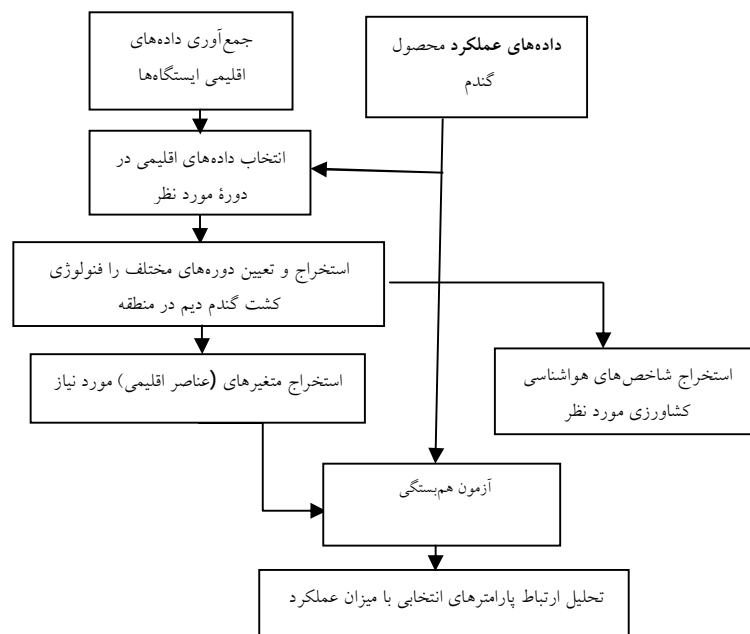 جمع‌آوری داده‌های
اقلیمی ایستگاه‌ها
داده‌های عملکرد محصول
گندم
انتخاب داده‌های اقلیمی در
دورۀ مورد نظر
استخراج و تعیین دوره‌های مختلف را فنولوژی
کشت گندم دیم در منطقه
استخراج متغیرهای (عناصر اقلیمی) مورد نیاز
استخراج شاخص‌های هواشناسی
کشاورزی مورد نظر
آزمون هم‌بستگی
تحلیل ارتباط پارامترهای انتخابی با میزان عملکرد